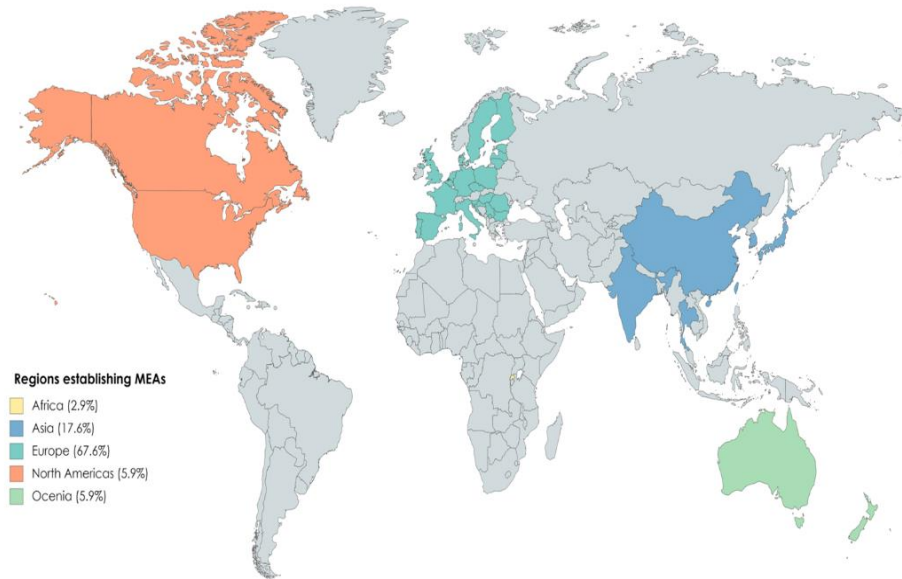 Regions establishing MEAs
Africa (2.9%)
Asia (17.6%)
Europe (67.6%)
North Americas (5.9%)
Ocenia (5.9%)